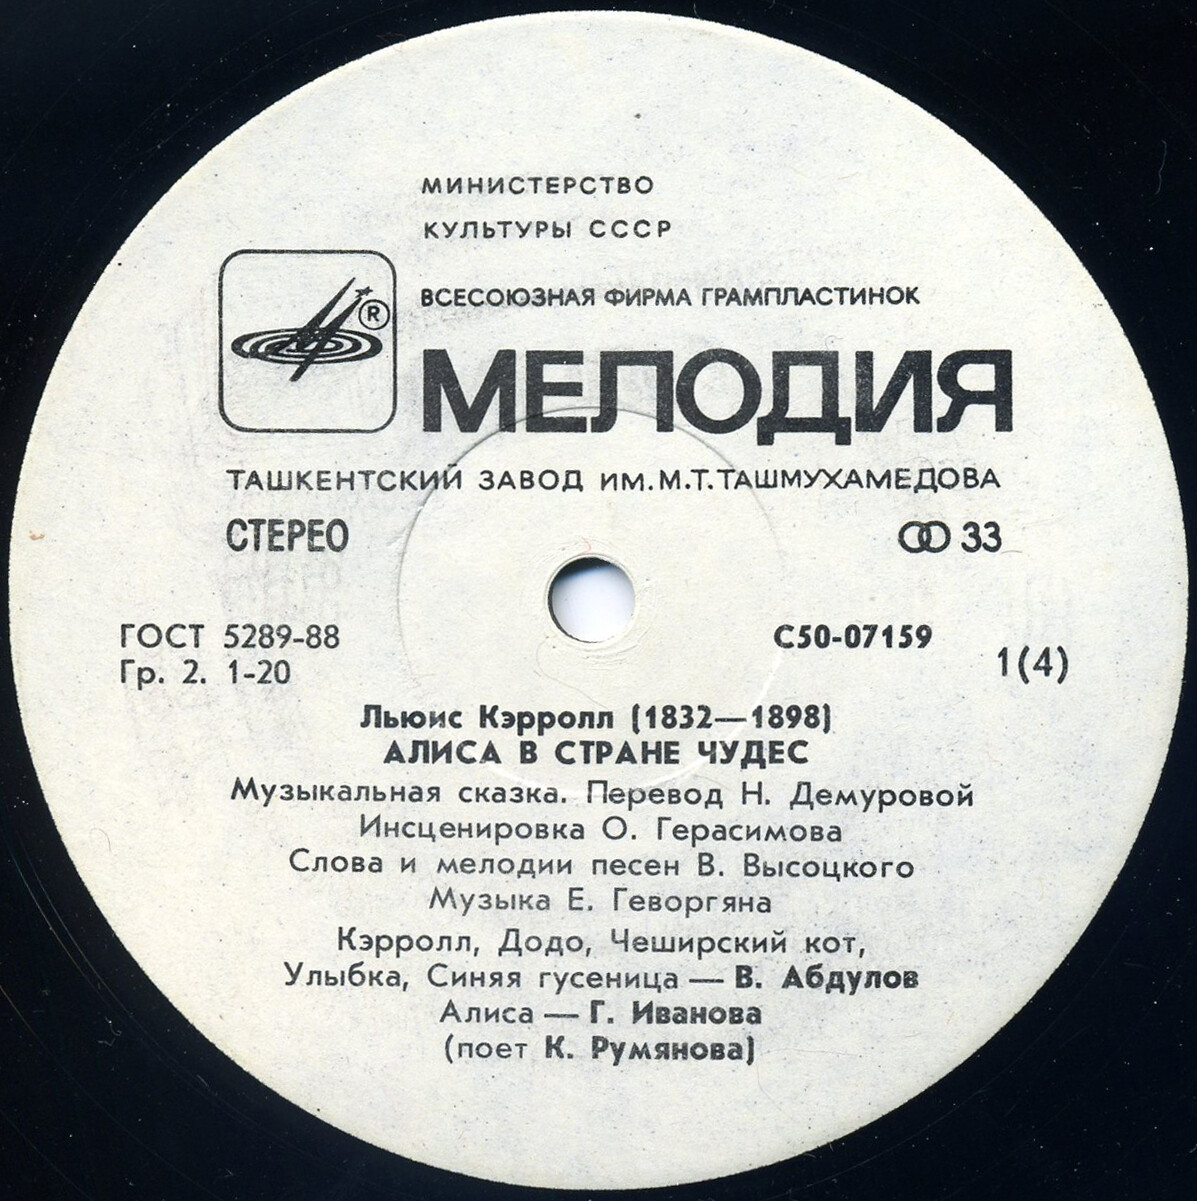 МИНИСТЕРСТВО
КУЛЬТУРЫ СССР
ВСЕСОЮЗНАЯ ФИРМА ГРАМПЛАСТИНОК
®
МЕЛОДИЯ
ТАШКЕНТСКИЙ ЗАВОД ИМ.М.Т.ТАШМУХАМЕДОВА
СТЕРЕО 33
ГОСТ 5289-88 С50-07159
Гр. 2. 1-20 1(4)
Льюис Кэрролл (1832—1898)
АЛИСА В СТРАНЕ ЧУДЕС
Музыкальная сказка. Перевод Н. Демуровой
Инсценировка О. Герасимова
Слова и мелодии песен В. Высоцкого
Музыка Е. Геворгяна
Кэрролл, Додо, Чеширский кот,
Улыбка, Синяя гусеница — В. Абдулов
Алиса — Г. Иванова
(поет К. Румянова)